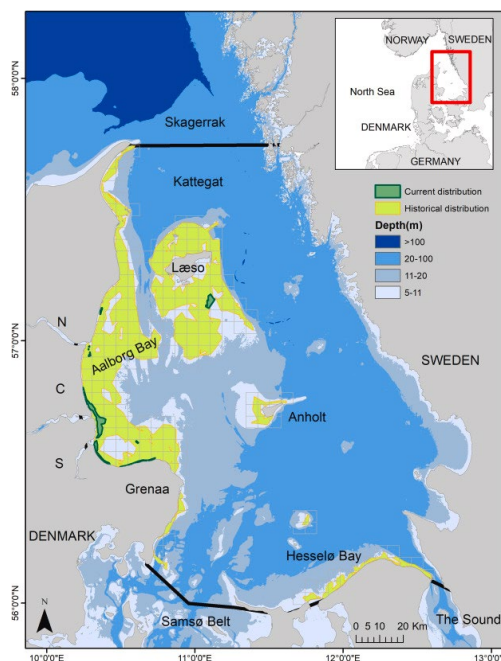 NORWAY
SWEDEN
North Sea
DENMARK
GERMANY
Current distribution
Historical distribution
Depth(m)
>100
20-100
11-20
5-11
58°0'0"N
57°0'0"N
56°0'0"N
Skagerrak
Kattegat
Læso
N
Aalborg Bay
SWEDEN
C
Anholt
S
Grenaa
DENMARK
Hesselø Bay
N
Samsø Belt
The Sound
0 5 10 20 Km
10°0'0"E
11°0'0"E
12°0'0"E
13°0'0"E